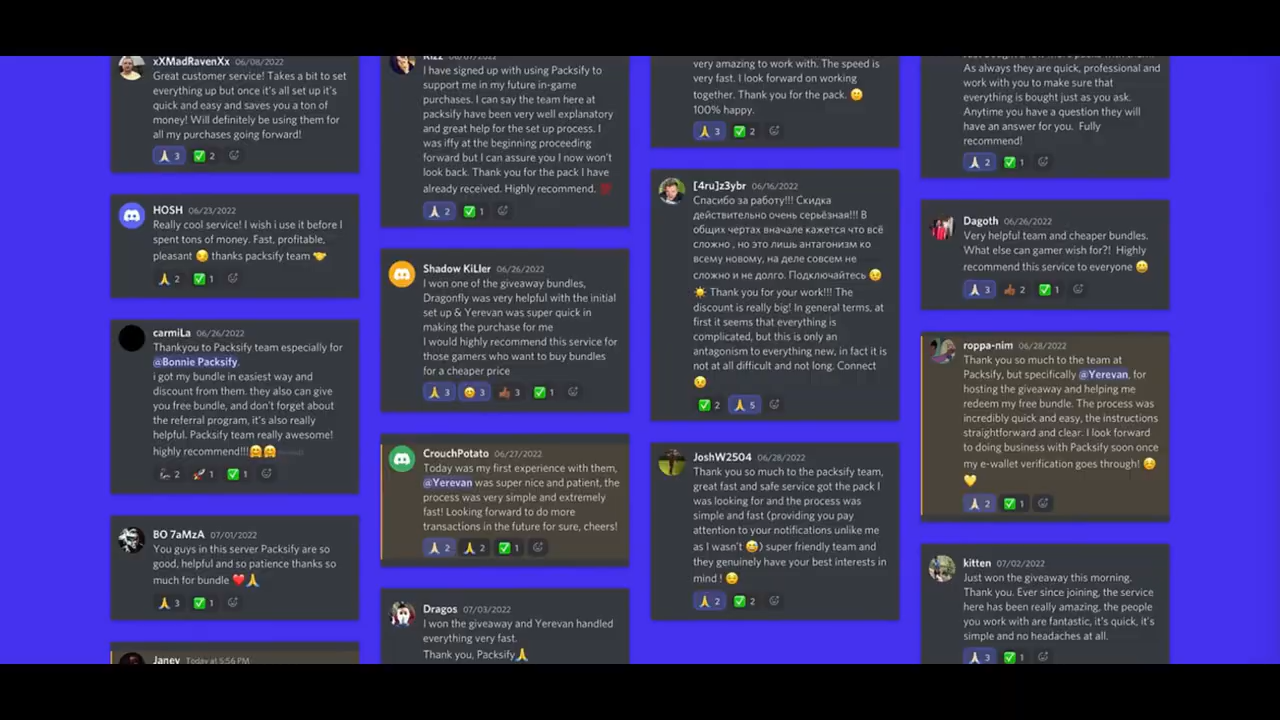 xXMadRavenXx 06/08/2022
Great customer service! Takes a bit to set
everything up but once it's all set up it's
quick and easy and saves you a ton of
money! Will definitely be using them for
all my purchases going forward!
3 2
HOSH 06/23/2022
Really cool service! I wish i use it before I
spent tons of money. Fast, profitable,
pleasant 😏 thanks packsify team 🤝
2 1
carmiLa 06/26/2022
Thankyou to Packsify team especially for
@Bonnie Packsify.
i got my bundle in easiest way and
discount from them. they also can give
you free bundle, and don't forget about
the referral program, it's also really
helpful. Packsify team really awesome!
highly recommend!!!🤗🤗
2 1 1
BO 7aMzA 07/01/2022
You guys in this server Packsify are so
good, helpful and so patience thanks so
much for bundle ❤️🙏
3 1
Janey Today at 5:56 PM
Rizz 06/07/2022
I have signed up with using Packsify to
support me in my future in-game
purchases. I can say the team here at
packsify have been very well explanatory
and great help for the set up process. I
was iffy at the beginning proceeding
forward but I can assure you I now won't
look back. Thank you for the pack I have
already received. Highly recommend. 💯
2 1
Shadow KiLler 06/26/2022
I won one of the giveaway bundles,
Dragonfly was very helpful with the initial
set up & Yerevan was super quick in
making the purchase for me
I would highly recommend this service for
those gamers who want to buy bundles
for a cheaper price
3 3 3 1
CrouchPotato 06/27/2022
Today was my first experience with them,
@Yerevan was super nice and patient, the
process was very simple and extremely
fast! Looking forward to do more
transactions in the future for sure, cheers!
2 2 1
Dragos 07/03/2022
I won the giveaway and Yerevan handled
everything very fast.
Thank you, Packsify🙏
very amazing to work with. The speed is
very fast. I look forward on working
together. Thank you for the pack. 🙂
100% happy.
3 2
[4ru]z3ybr 06/16/2022
Спасибо за работу!!! Скидка
действительно очень серьёзная!!! В
общих чертах вначале кажется что всё
сложно , но это лишь антагонизм ко
всему новому, на деле совсем не
сложно и не долго. Подключайтесь 😉
☀️ Thank you for your work!!! The
discount is really big! In general terms, at
first it seems that everything is
complicated, but this is only an
antagonism to everything new, in fact it is
not at all difficult and not long. Connect
😉
2 5
JoshW2504 06/28/2022
Thank you so much to the packsify team,
great fast and safe service got the pack I
was looking for and the process was
simple and fast (providing you pay
attention to your notifications unlike me
as I wasn't 😅) super friendly team and
they genuinely have your best interests in
mind ! 😌
2 2
As always they are quick, professional and
work with you to make sure that
everything is bought just as you ask.
Anytime you have a question they will
have an answer for you. Fully
recommend!
2 1
Dagoth 06/26/2022
Very helpful team and cheaper bundles.
What else can gamer wish for?! Highly
recommend this service to everyone 😀
3 2 1
roppa-nim 06/28/2022
Thank you so much to the team at
Packsify, but specifically @Yerevan, for
hosting the giveaway and helping me
redeem my free bundle. The process was
incredibly quick and easy, the instructions
straightforward and clear. I look forward
to doing business with Packsify soon once
my e-wallet verification goes through! ☺️
💛
2 1
kitten 07/02/2022
Just won the giveaway this morning.
Thank you. Ever since joining, the service
here has been really amazing, the people
you work with are fantastic, it's quick, it's
simple and no headaches at all.
3 1